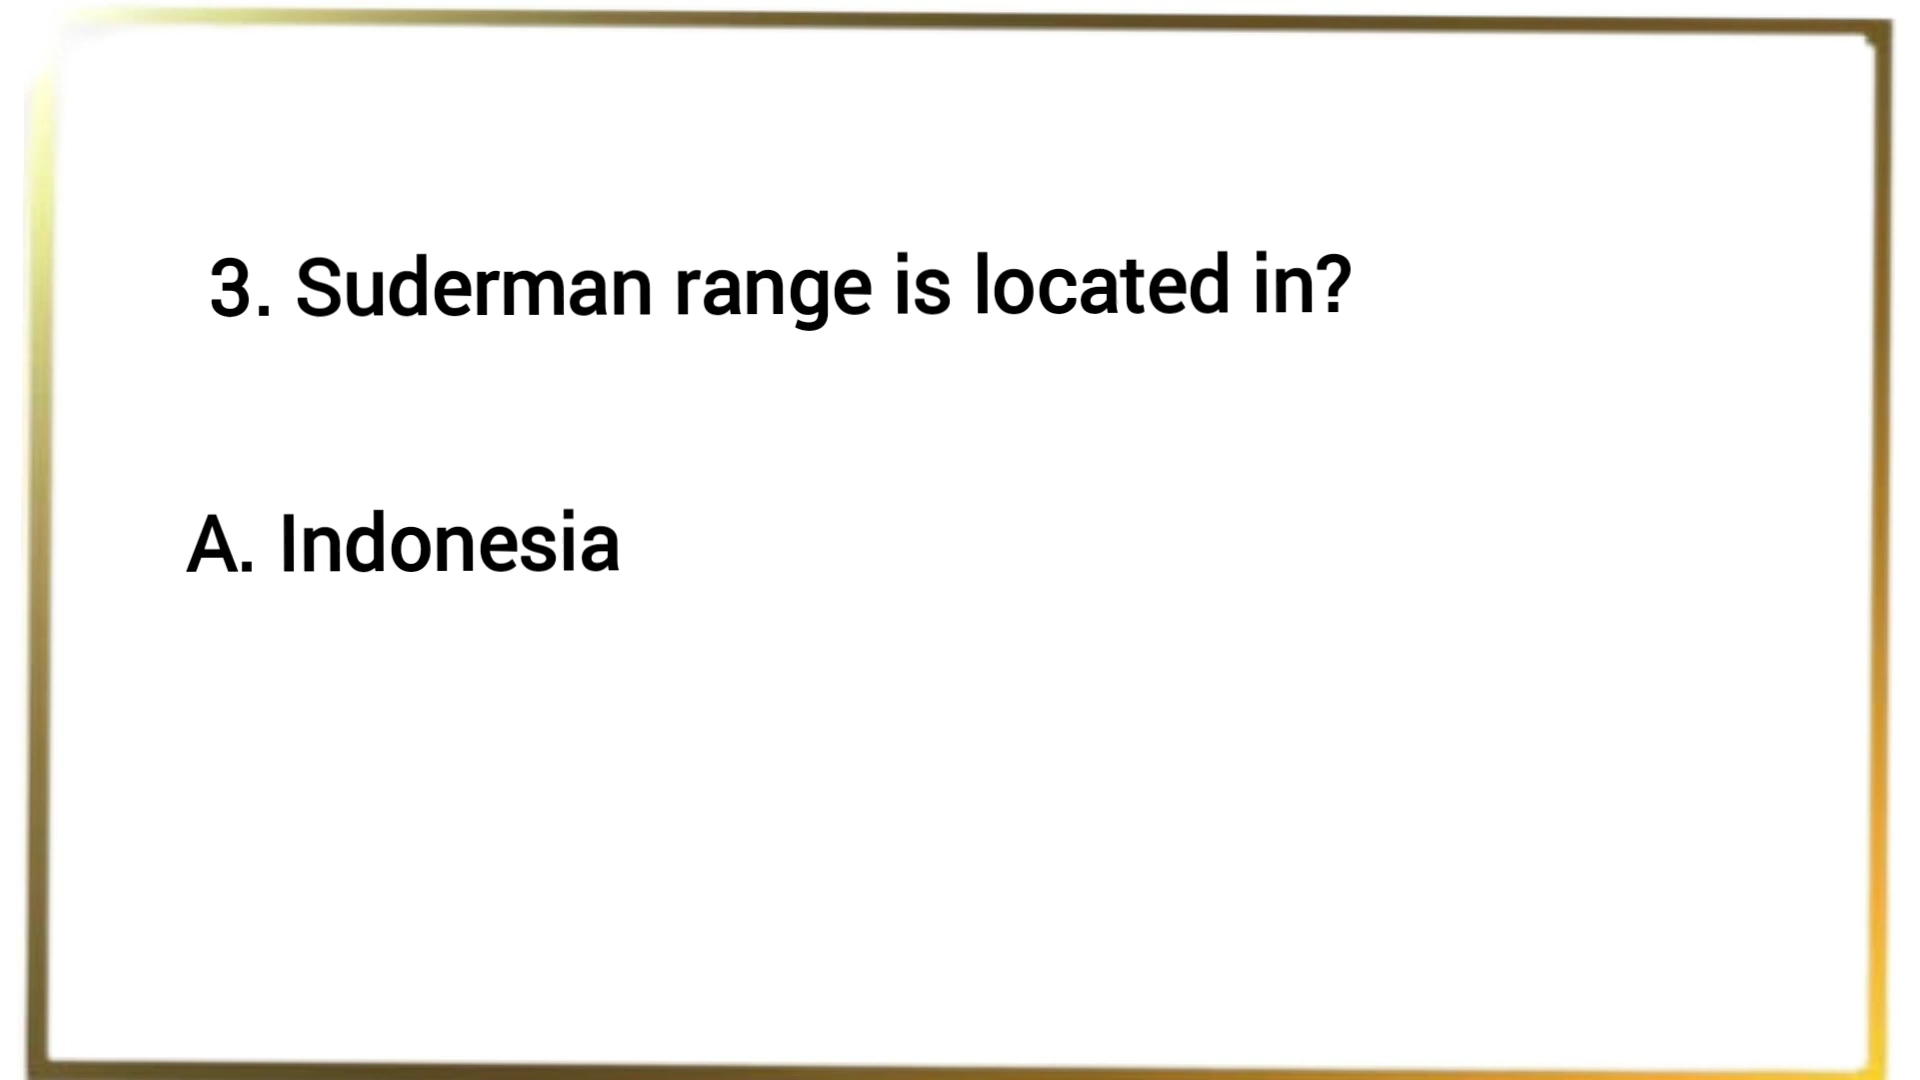 3. Suderman range is located in?
A. Indonesia